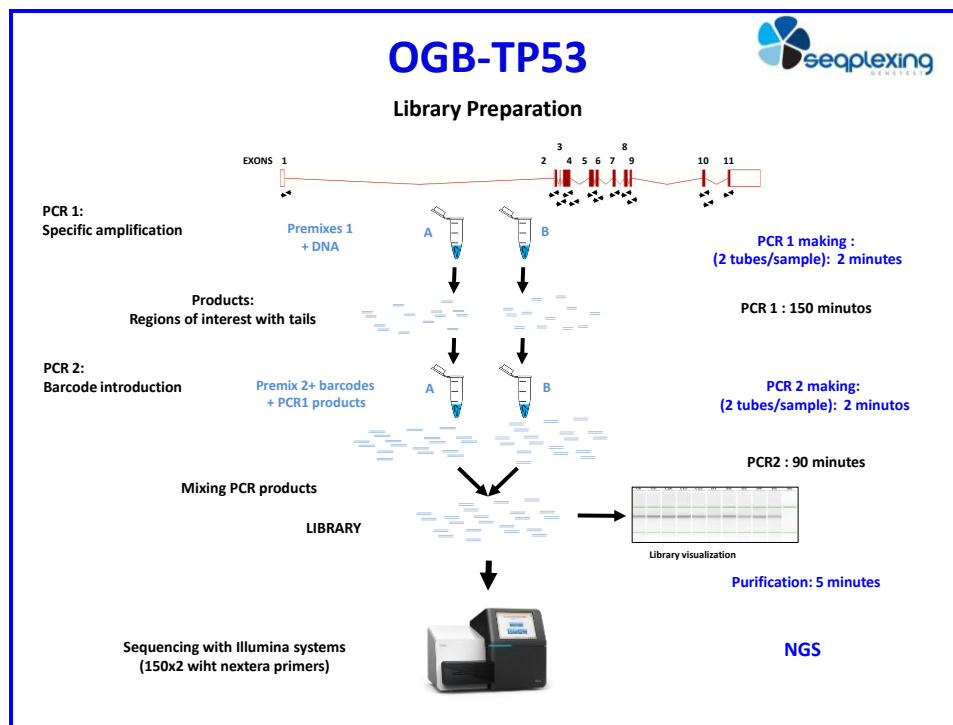 OGB-TP53
seqplexing
GENSTEST
Library Preparation
EXONS 1 2 3 4 5 6 7 8 9 10 11
PCR 1:
Specific amplification
Premixes 1
+ DNA
A
B
PCR 1 making :
(2 tubes/sample): 2 minutes
Products:
Regions of interest with tails
PCR 1 : 150 minutos
PCR 2:
Barcode introduction
Premix 2+ barcodes
+ PCR1 products
A
B
PCR 2 making:
(2 tubes/sample): 2 minutos
PCR2 : 90 minutes
Mixing PCR products
LIBRARY
Library visualization
Purification: 5 minutes
Sequencing with Illumina systems
(150x2 wiht nextera primers)
NGS